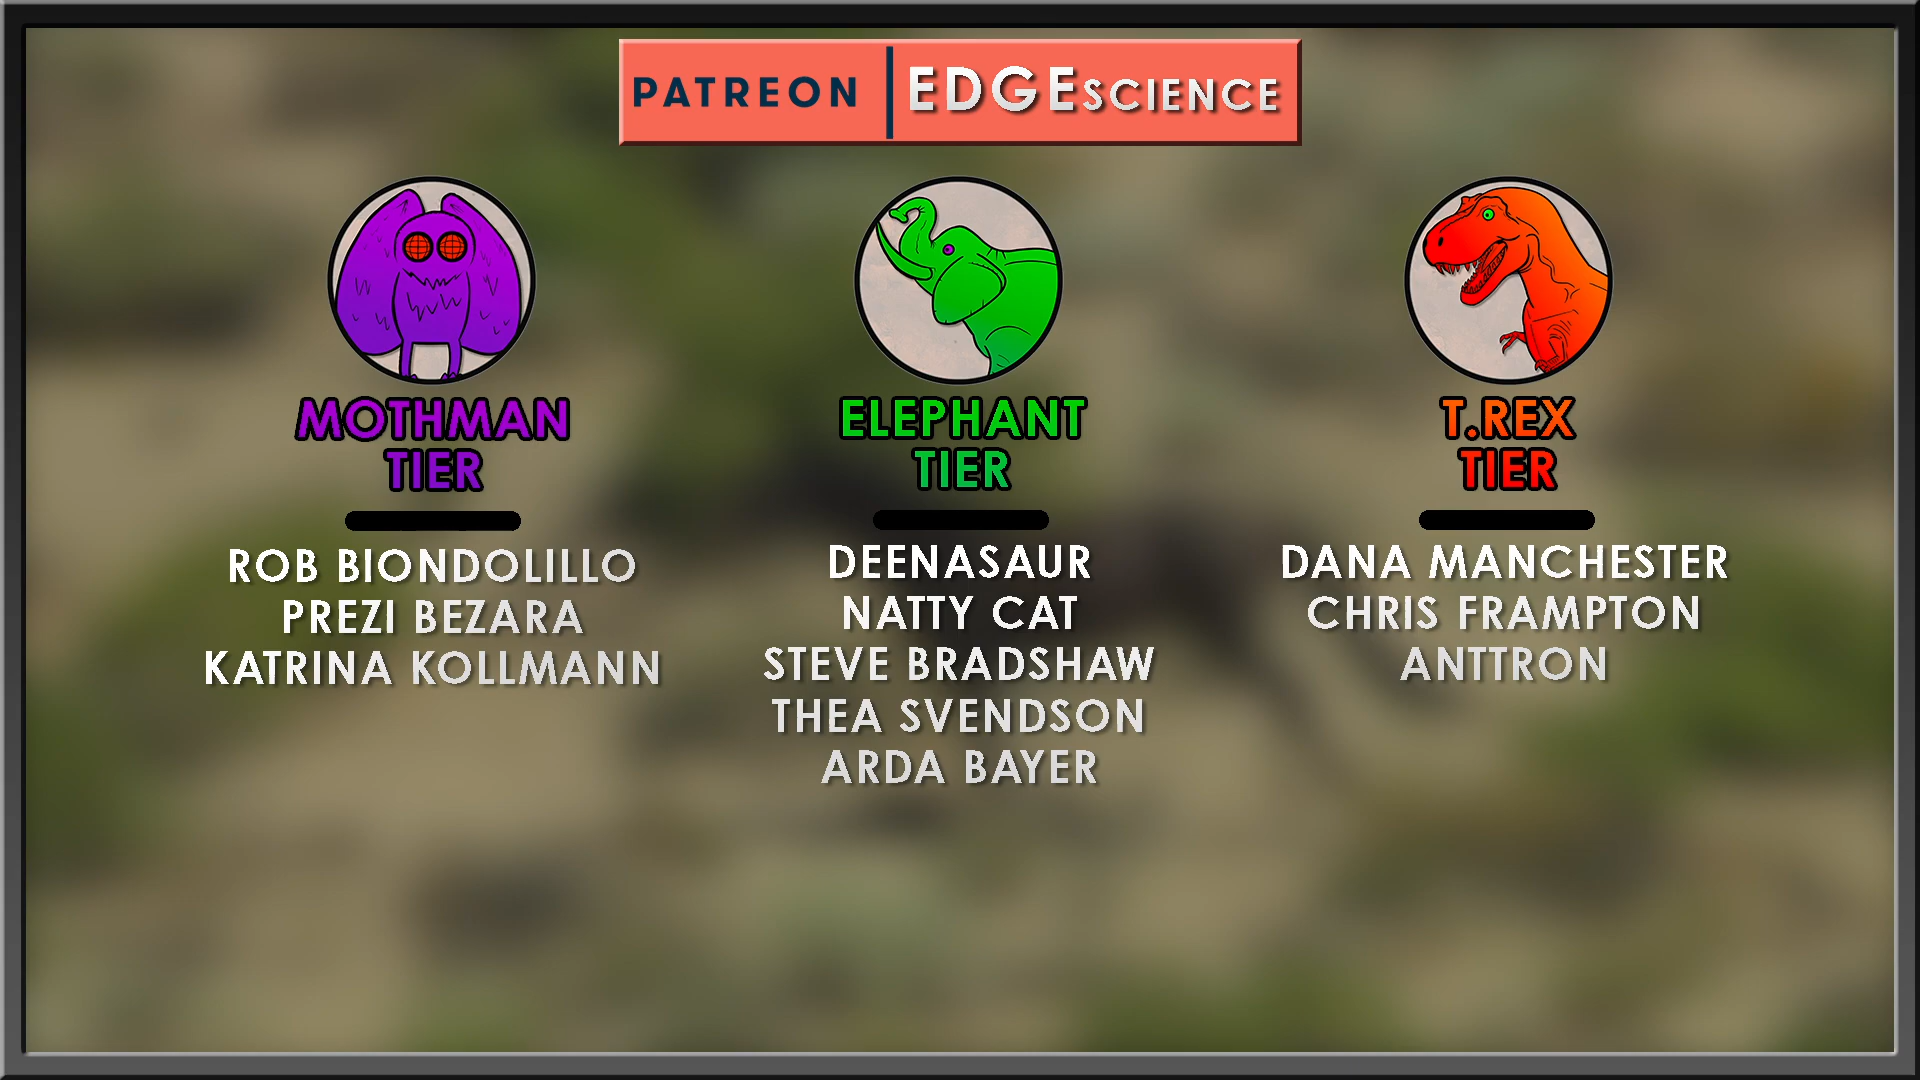 PATREON | EDGESCIENCE
MOTHMAN
TIER
ROB BIONDOLILLO
PREZI BEZARA
KATRINA KOLLMANN
ELEPHANT
TIER
DEENASAUR
NATTY CAT
STEVE BRADSHAW
THEA SVENDSON
ARDA BAYER
T.REX
TIER
DANA MANCHESTER
CHRIS FRAMPTON
ANTTRON